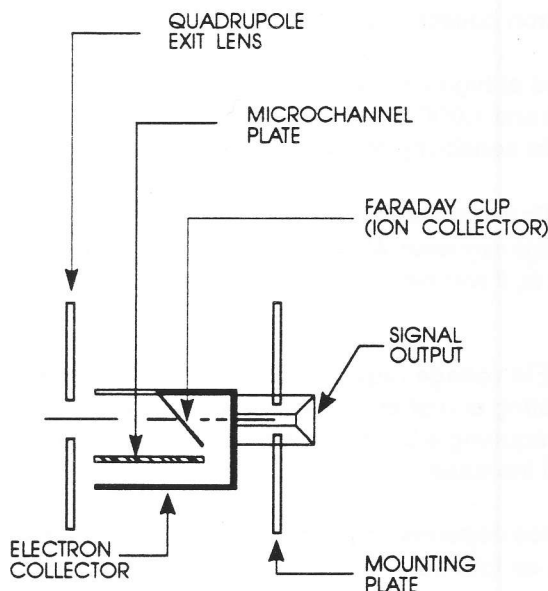 QUADRUPOLE
EXIT LENS
MICROCHANNEL
PLATE
FARADAY CUP
(ION COLLECTOR)
SIGNAL
OUTPUT
ELECTRON
COLLECTOR
MOUNTING
PLATE